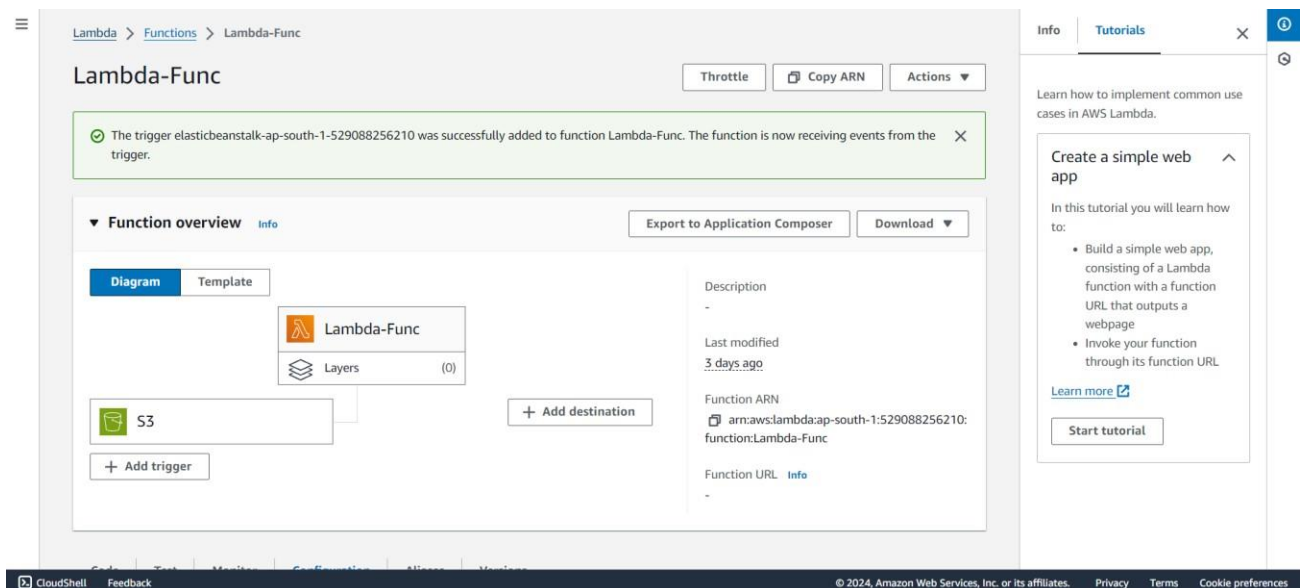 Lambda > Functions > Lambda-Func
Lambda-Func
Throttle
Copy ARN
Actions
The trigger elasticbeanstalk-ap-south-1-529088256210 was successfully added to function Lambda-Func. The function is now receiving events from the
trigger.
Function overview Info
Export to Application Composer
Download
Diagram
Template
Lambda-Func
Layers (0)
S3
+ Add trigger
+ Add destination
Description
-
Last modified
3 days ago
Function ARN
arn:aws:lambda:ap-south-1:529088256210:
function:Lambda-Func
Function URL Info
-
Code Test Monitor Configuration Aliases Versions
Info
Tutorials
Learn how to implement common use
cases in AWS Lambda.
Create a simple web
app
In this tutorial you will learn how
to:
• Build a simple web app,
consisting of a Lambda
function with a function
URL that outputs a
webpage
• Invoke your function
through its function URL
Learn more
Start tutorial
CloudShell Feedback
© 2024, Amazon Web Services, Inc. or its affiliates. Privacy Terms Cookie preferences